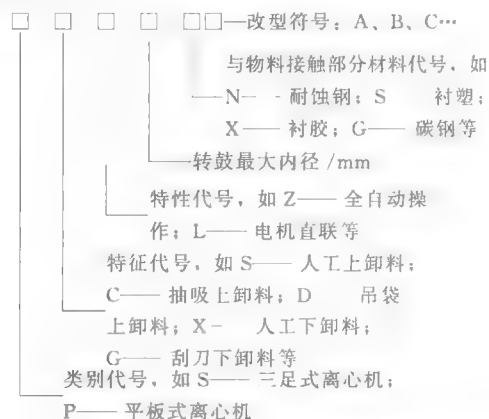 □ □ □ □ □□—改型符号；A、B、C…
与物料接触部分材料代号，如
N—-耐蚀钢；S 衬塑；
X——衬胶；G——碳钢等
转鼓最大内径/mm
特性代号，如Z——全自动操
作；L——电机直联等
特征代号，如S——人工上卸料；
C——抽吸上卸料；D 吊袋
上卸料；X- 人工下卸料；
G——刮刀下卸料等
类别代号，如S——三足式离心机；
P——平板式离心机